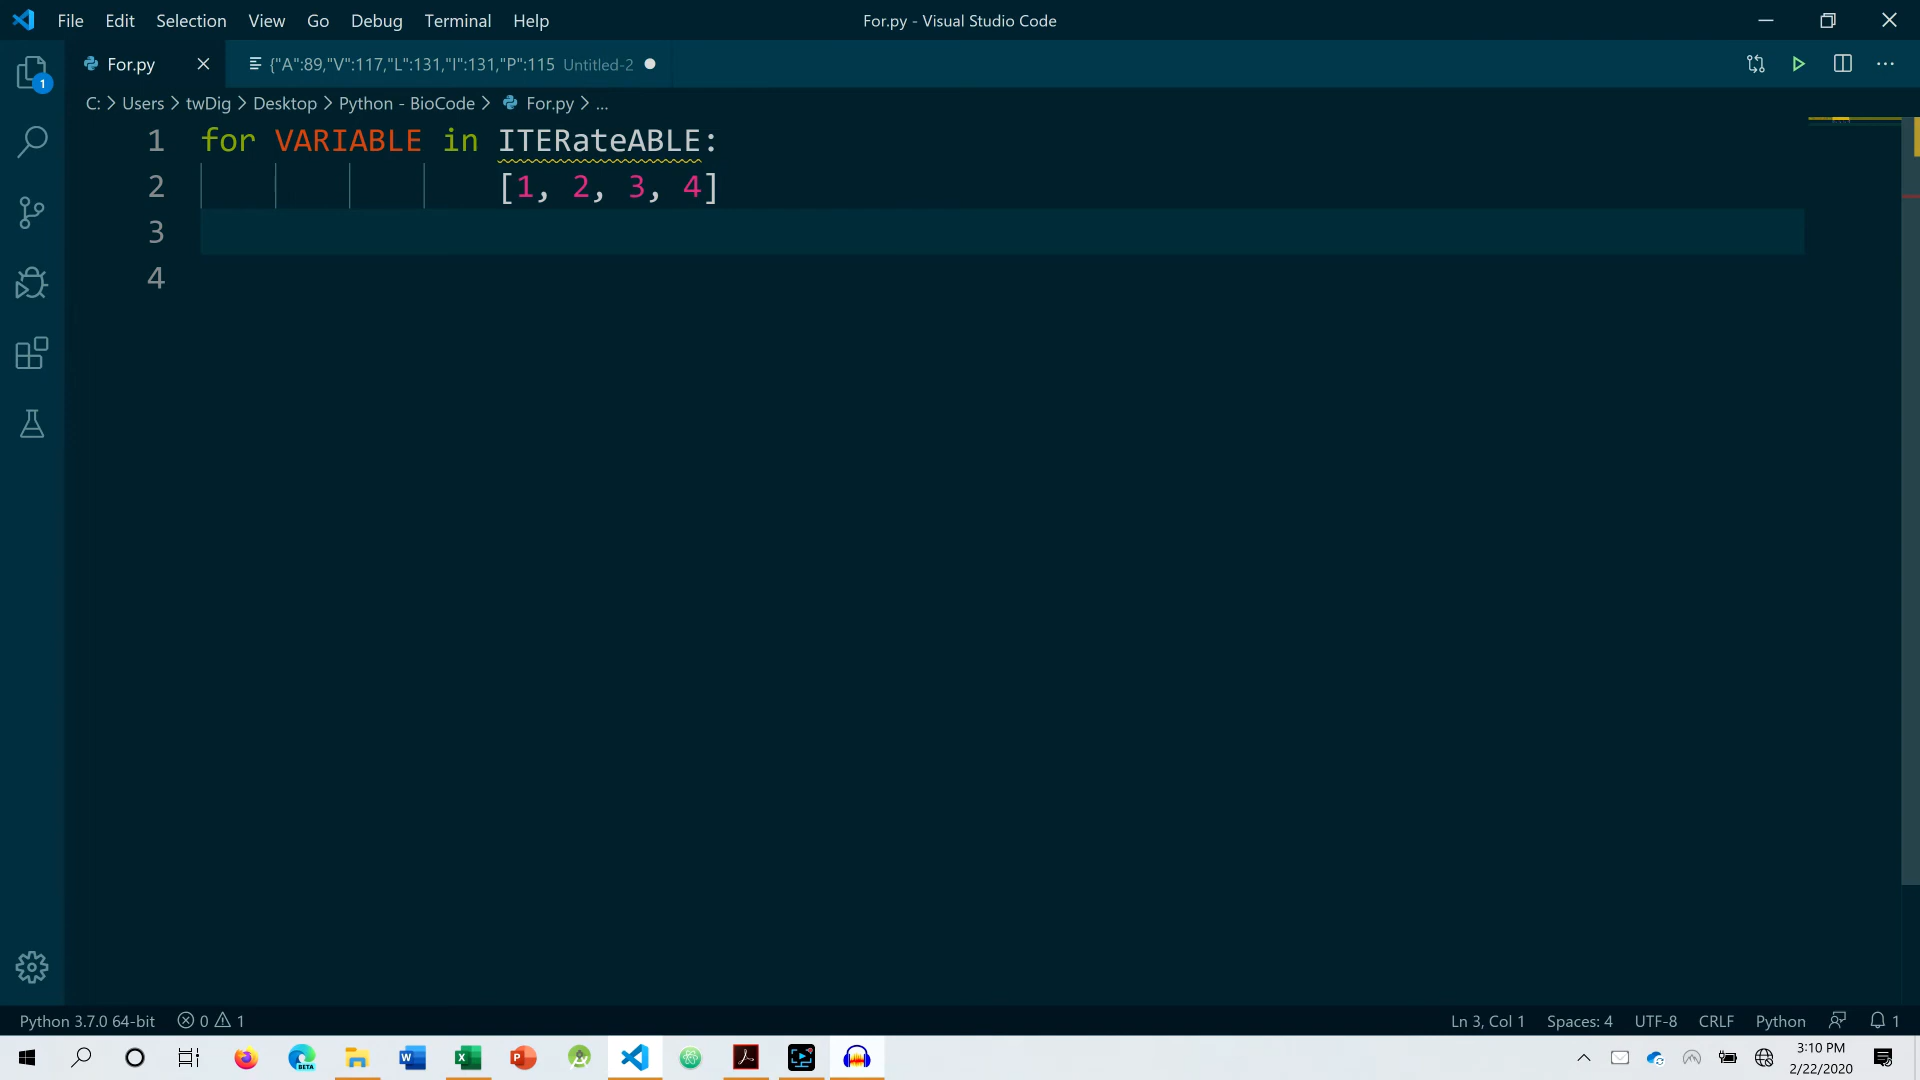 File Edit Selection View Go Debug Terminal Help For.py - Visual Studio Code
1
For.py {"A":89,"V":117,"L":131,"I":131,"P":115 Untitled-2
C: > Users > twDig > Desktop > Python - BioCode > For.py > ...
1 for VARIABLE in ITERateABLE:
2 [1, 2, 3, 4]
3
4
Python 3.7.0 64-bit 0 1 Ln 3, Col 1 Spaces: 4 UTF-8 CRLF Python 1
BETA
3:10 PM
2/22/2020